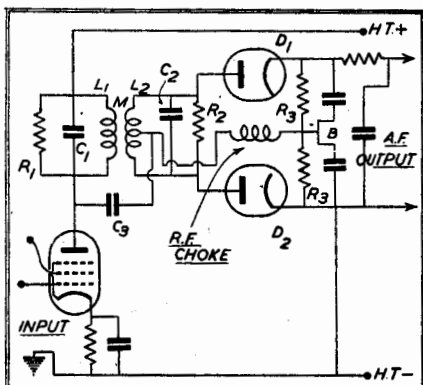 H.T.+
D1
L1 M L2 C2
R2
R3
C1
R1
B
A.F.
OUTPUT
C3
R3
R.F.
CHOKE
D2
INPUT
H.T.-